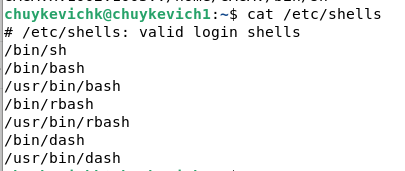 chuykevichk@chuykevich1:~$ cat /etc/shells
# /etc/shells: valid login shells
/bin/sh
/bin/bash
/usr/bin/bash
/bin/rbash
/usr/bin/rbash
/bin/dash
/usr/bin/dash